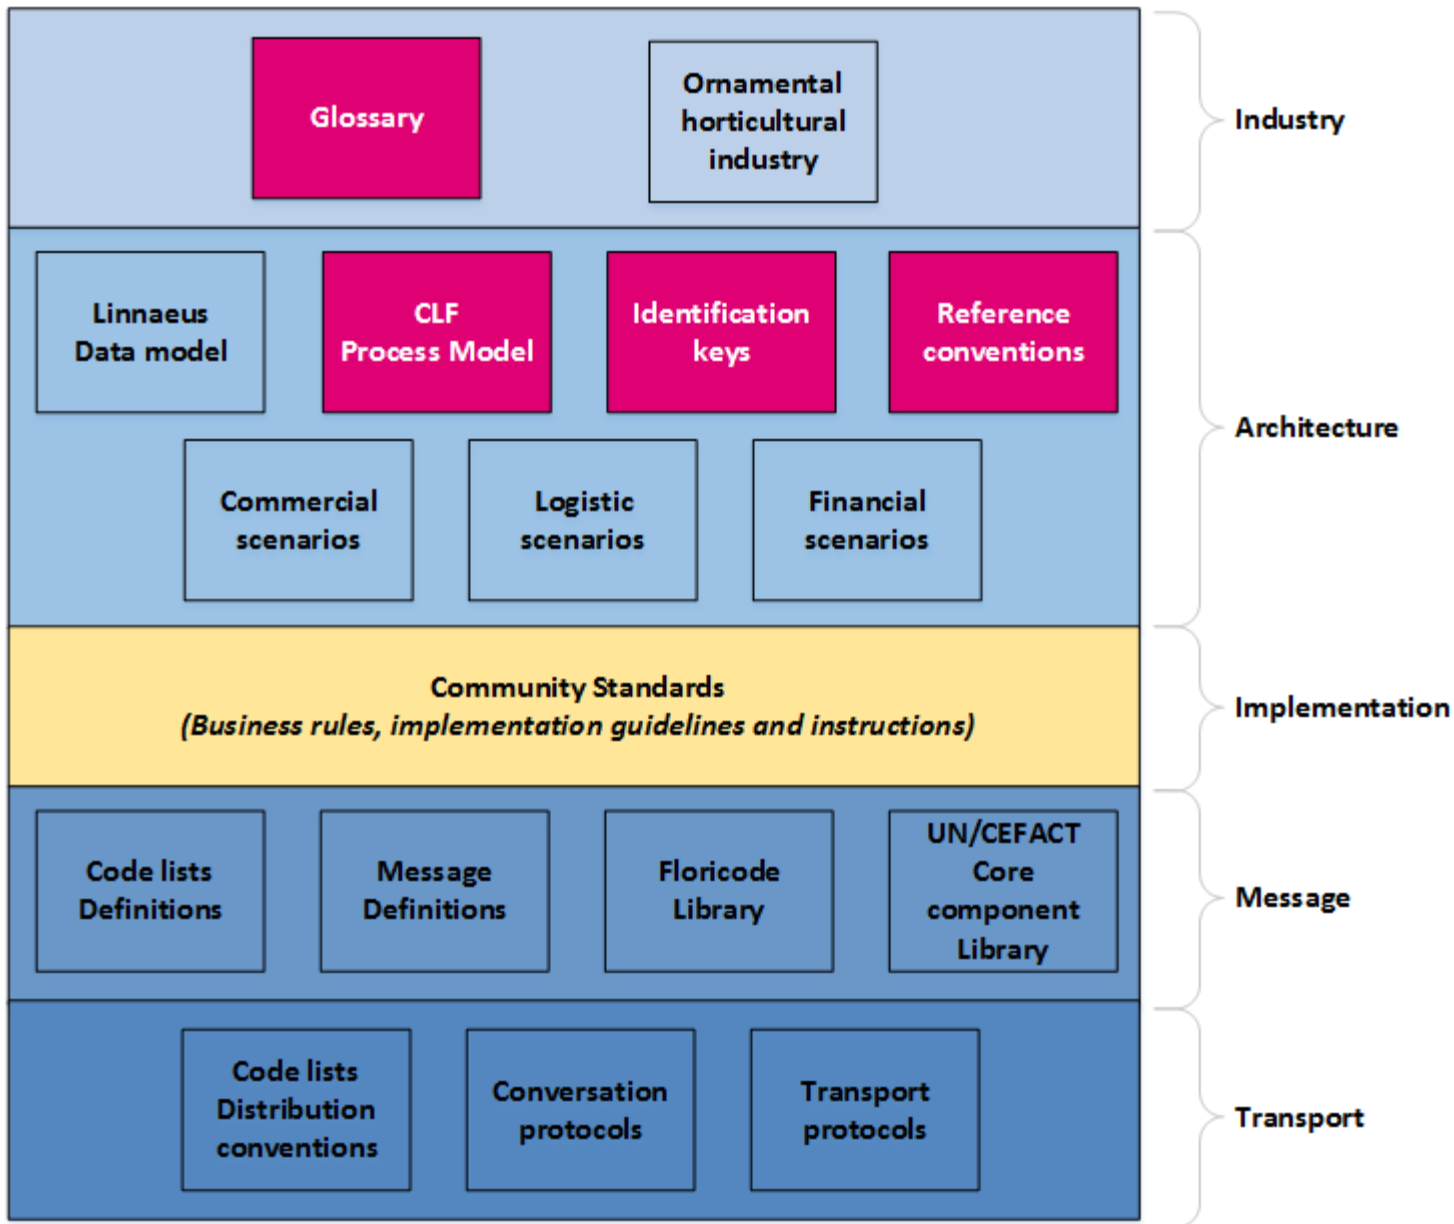 Glossary
Ornamental
horticultural
industry
Industry
Linnaeus
Data model
CLF
Process Model
Identification
keys
Reference
conventions
Architecture
Commercial
scenarios
Logistic
scenarios
Financial
scenarios
Community Standards
(Business rules, implementation guidelines and instructions)
Implementation
Code lists
Definitions
Message
Definitions
Floricode
Library
UN/CEFACT
Core
component
Library
Message
Code lists
Distribution
conventions
Conversation
protocols
Transport
protocols
Transport